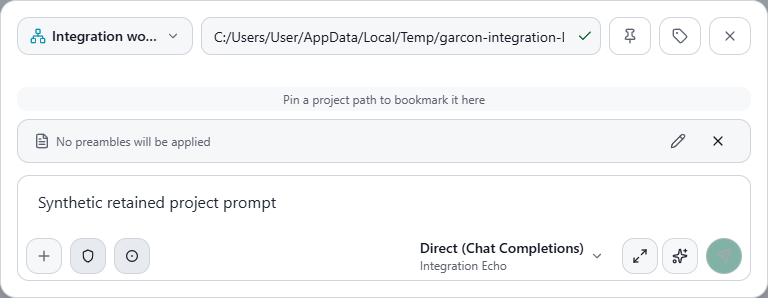 Integration wo...
C:/Users/User/AppData/Local/Temp/garcon-integration-
Pin a project path to bookmark it here
No preambles will be applied
Synthetic retained project prompt
Direct (Chat Completions)
Integration Echo